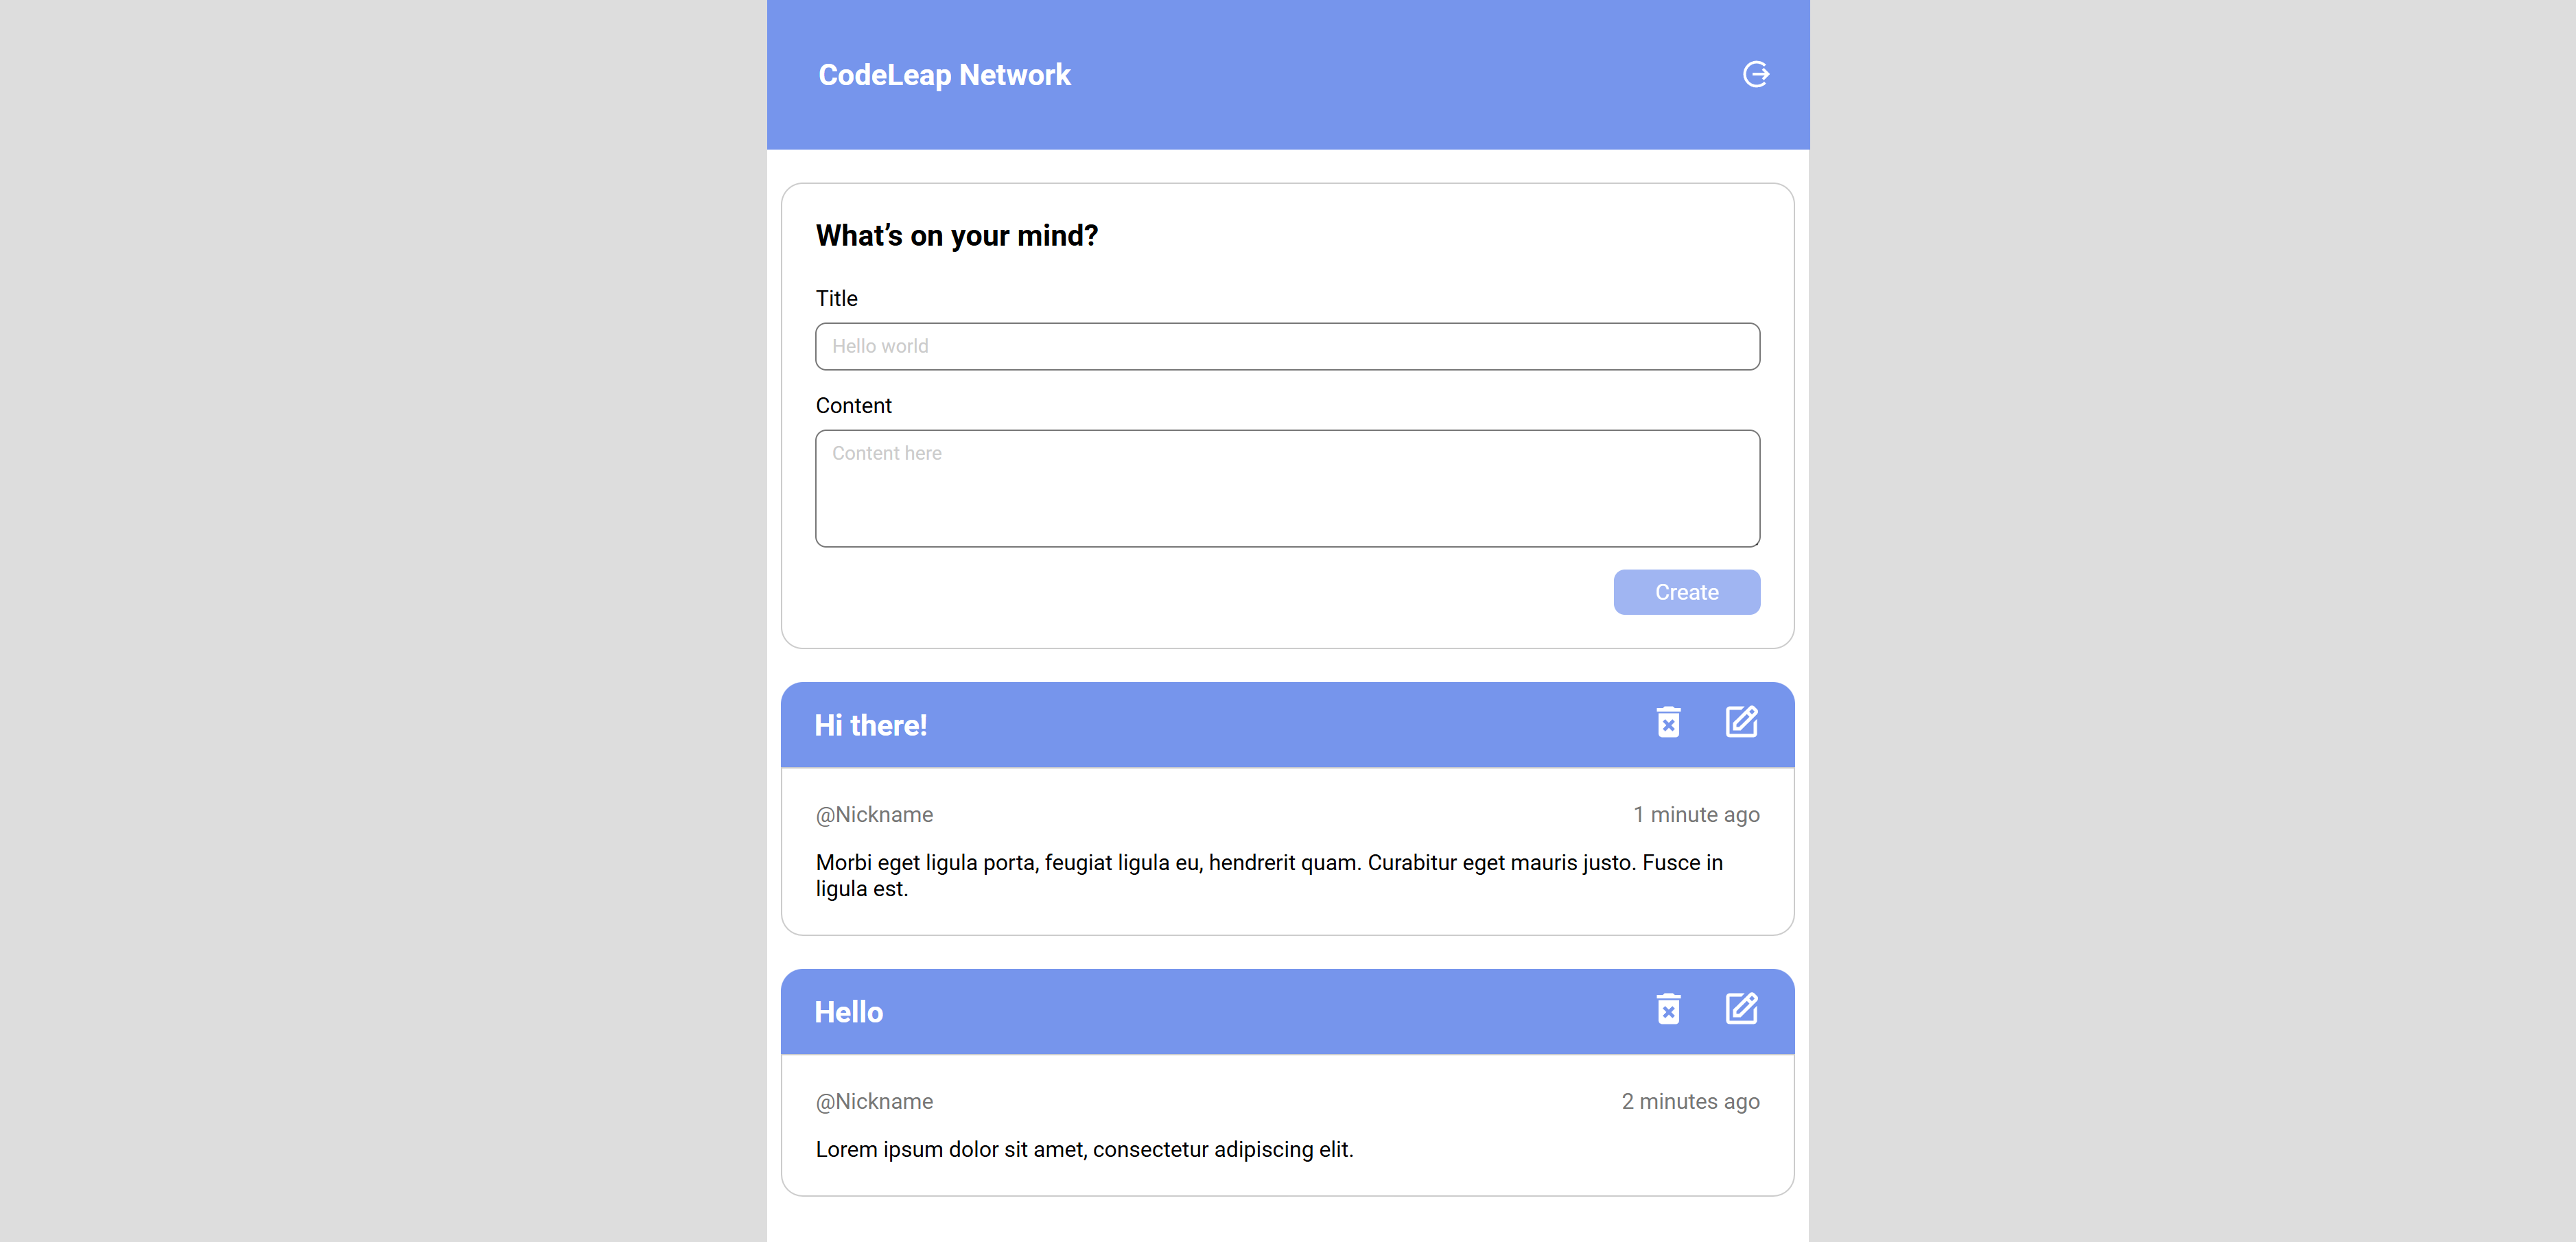 CodeLeap Network
What’s on your mind?
Title
Hello world
Content
Content here
Create
Hi there!
@Nickname
1 minute ago
Morbi eget ligula porta, feugiat ligula eu, hendrerit quam. Curabitur eget mauris justo. Fusce in
ligula est.
Hello
@Nickname
2 minutes ago
Lorem ipsum dolor sit amet, consectetur adipiscing elit.